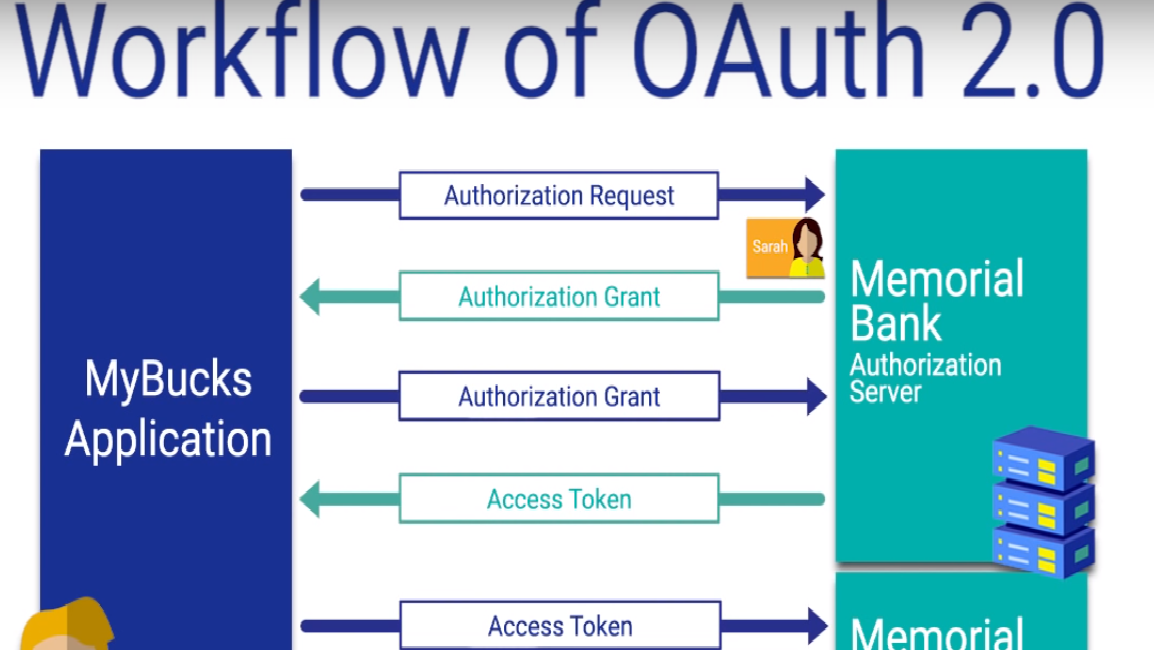 Workflow of OAuth 2.0
Authorization Request
Sarah
Authorization Grant
Memorial
Bank
Authorization
Server
MyBucks
Application
Authorization Grant
Access Token
Access Token
Memorial